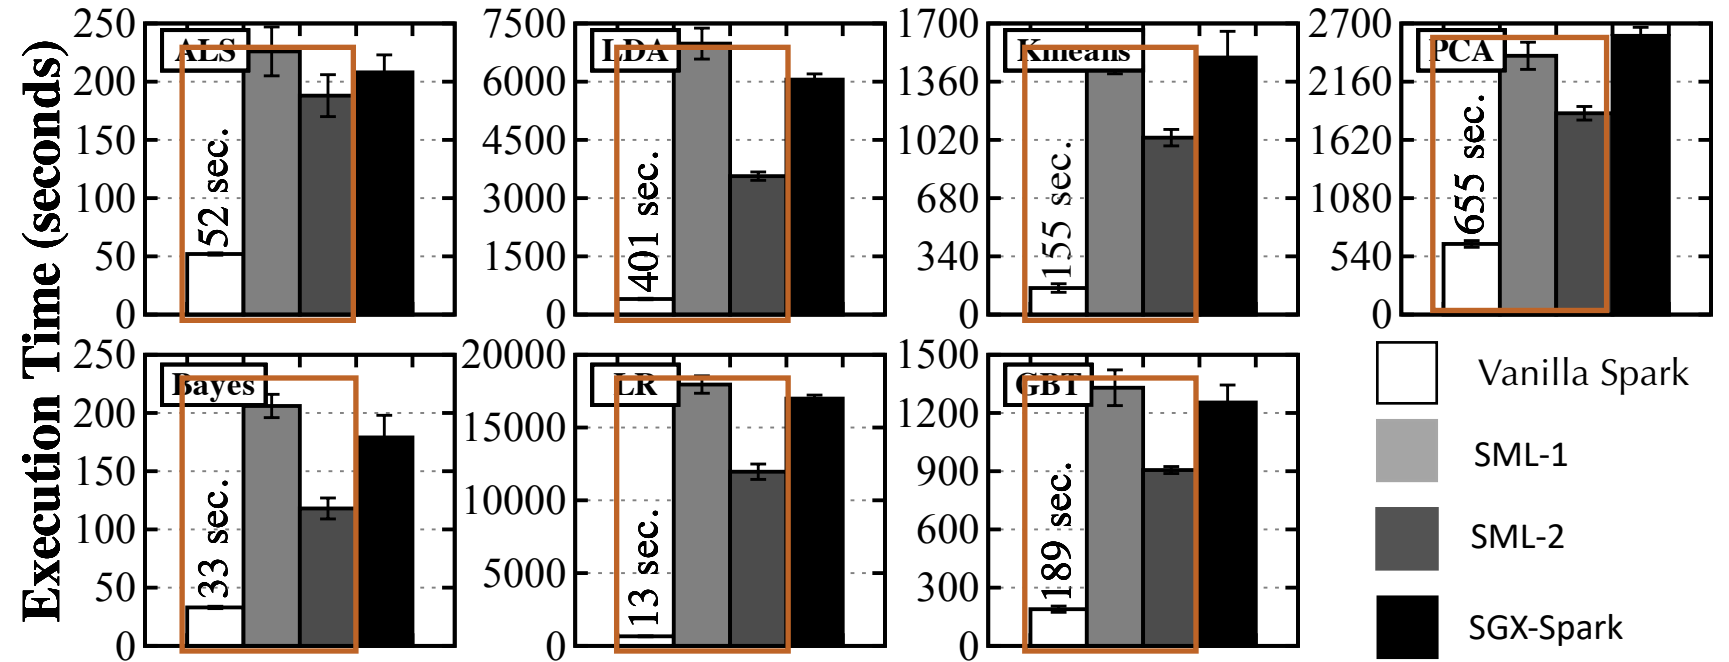 Execution Time (seconds)
ALS
250
200
150
100
50
0
52 sec.
LDA
7500
6000
4500
3000
1500
0
401 sec.
Kmeans
1700
1360
1020
680
340
0
155 sec.
PCA
2700
2160
1620
1080
540
0
655 sec.
Bayes
250
200
150
100
50
0
33 sec.
LR
20000
15000
10000
5000
0
13 sec.
GBT
1500
1200
900
600
300
0
189 sec.
Vanilla Spark
SML-1
SML-2
SGX-Spark